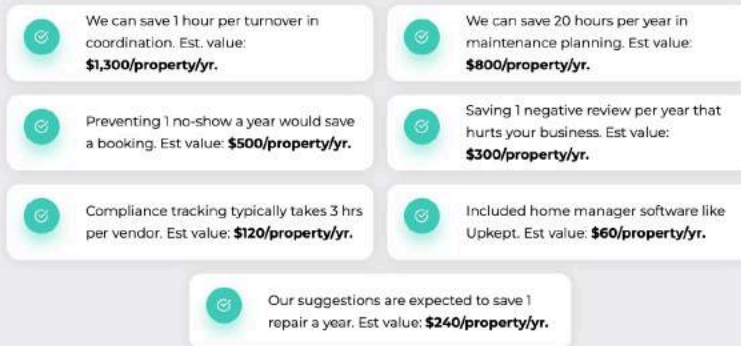 We can save 1 hour per turnover in
coordination. Est. value:
$1,300/property/yr.
We can save 20 hours per year in
maintenance planning. Est value:
$800/property/yr.
Preventing 1 no-show a year would save
a booking. Est value: $500/property/yr.
Saving 1 negative review per year that
hurts your business. Est value:
$300/property/yr.
Compliance tracking typically takes 3 hrs
per vendor. Est value: $120/property/yr.
Included home manager software like
Upkept. Est value: $60/property/yr.
Our suggestions are expected to save 1
repair a year. Est value: $240/property/yr.